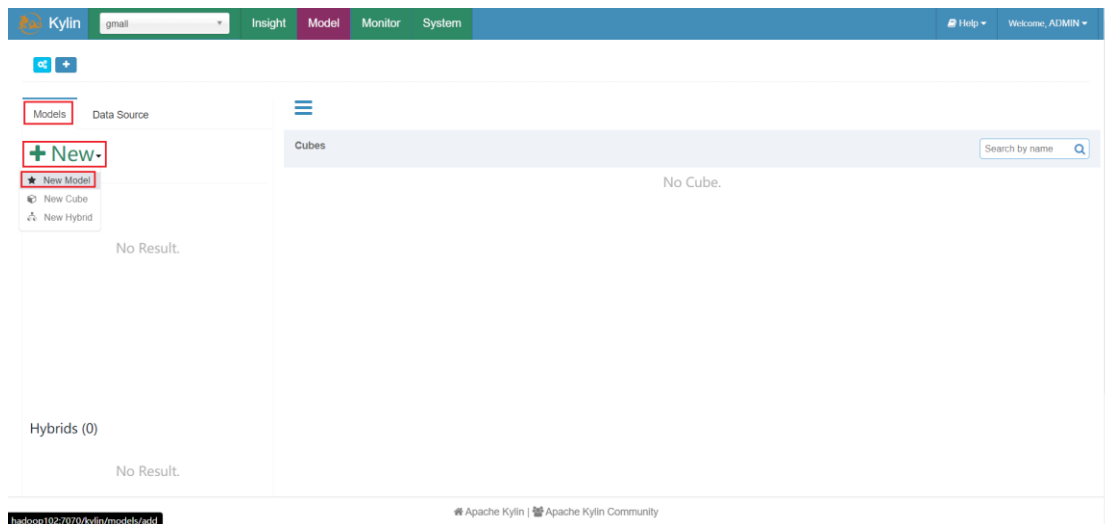 Kylin gmall Insight Model Monitor System Help Welcome, ADMIN
Models Data Source
New
Cubes Search by name
New Model
No Cube.
New Cube
New Hybrid
No Result.
Hybrids (0)
No Result.
Apache Kylin | Apache Kylin Community
hadoop102:7070/kylin/models/add